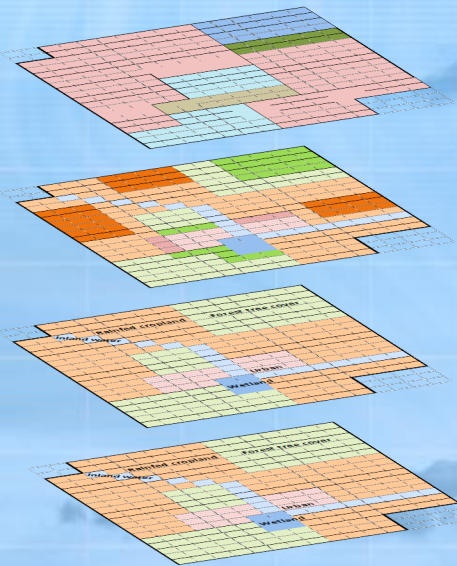 Rainfed cropland
Forest tree cover
Inland water
Urban
Wetland
Rainfed cropland
Forest tree cover
Inland water
Urban
Wetland